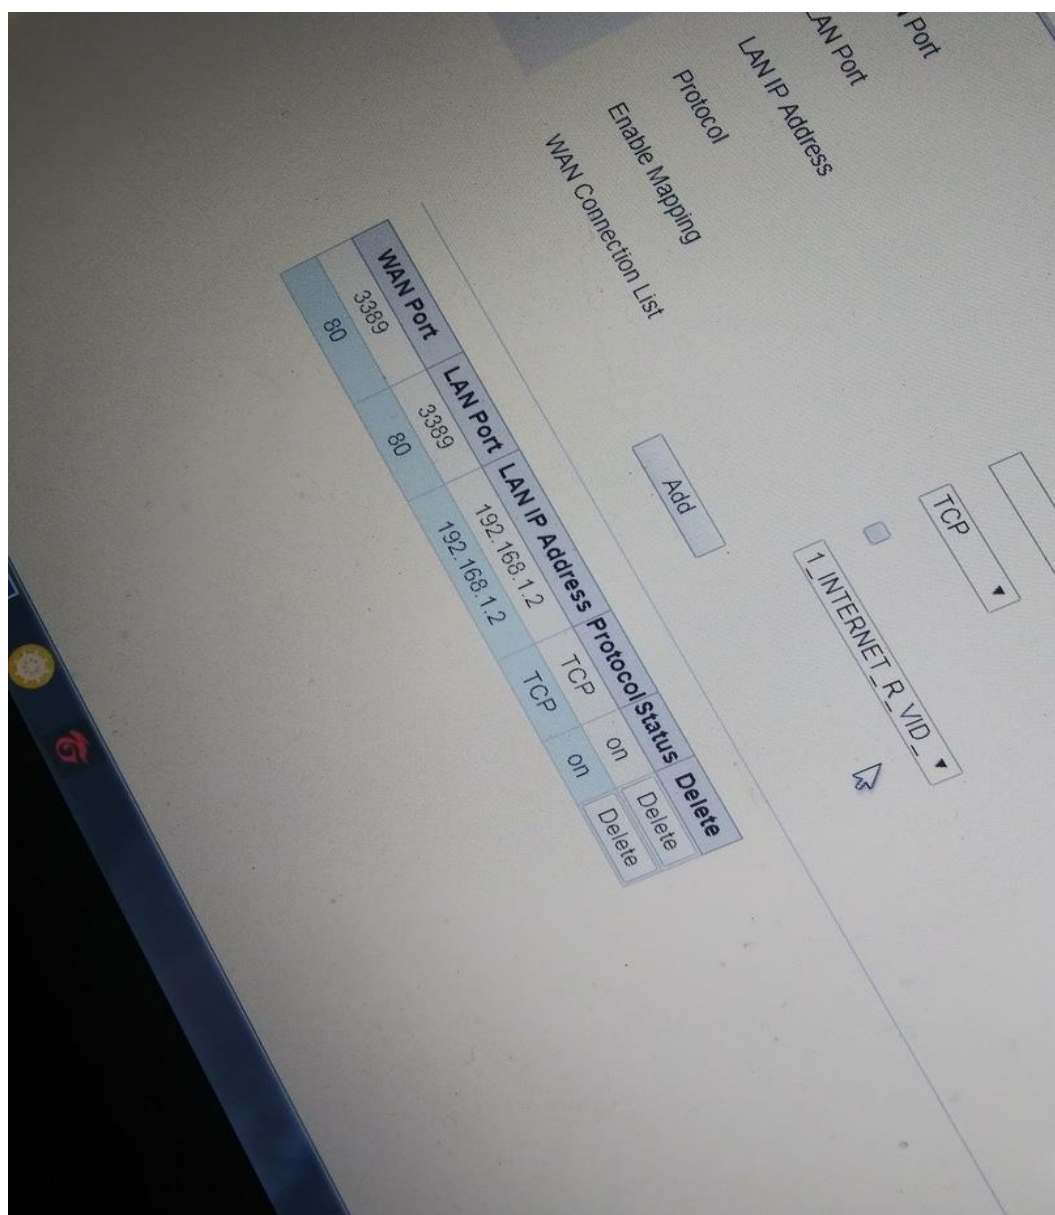 Port
LAN Port
LAN IP Address
Protocol TCP
Enable Mapping
WAN Connection List 1_INTERNET_R_VID_
Add
WAN Port LAN Port LAN IP Address Protocol Status Delete
3389 3389 192.168.1.2 TCP on Delete
80 80 192.168.1.2 TCP on Delete